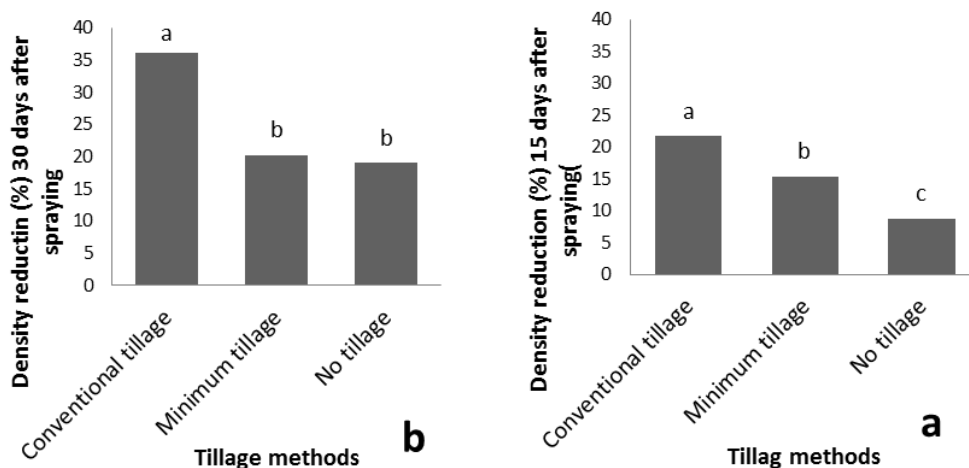 Density reductin (%) 30 days after
spraying
40
35
30
25
20
15
10
5
0
a
b
b
Conventional tillage
Minimum tillage
No tillage
Tillage methods
b
Density reduction (%) 15 days after
spraying(
40
35
30
25
20
15
10
5
0
a
b
c
Conventional tillage
Minimum tillage
No tillage
Tillag methods
a